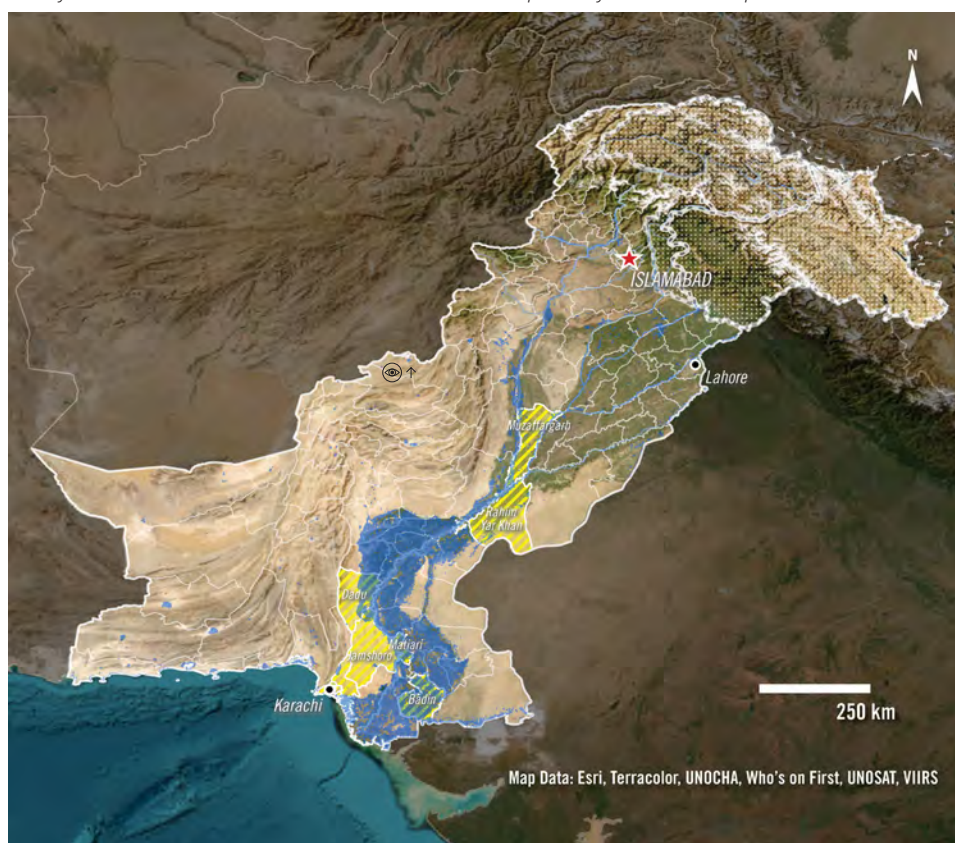 N
ISLAMABAD
Lahore
Muzaffargarh
Rahim
Yar Khan
Dadu
Matiari
Jamshoro
Badin
Karachi
250 km
Map Data: Esri, Terracolor, UNOCHA, Who's on First, UNOSAT, VIIRS